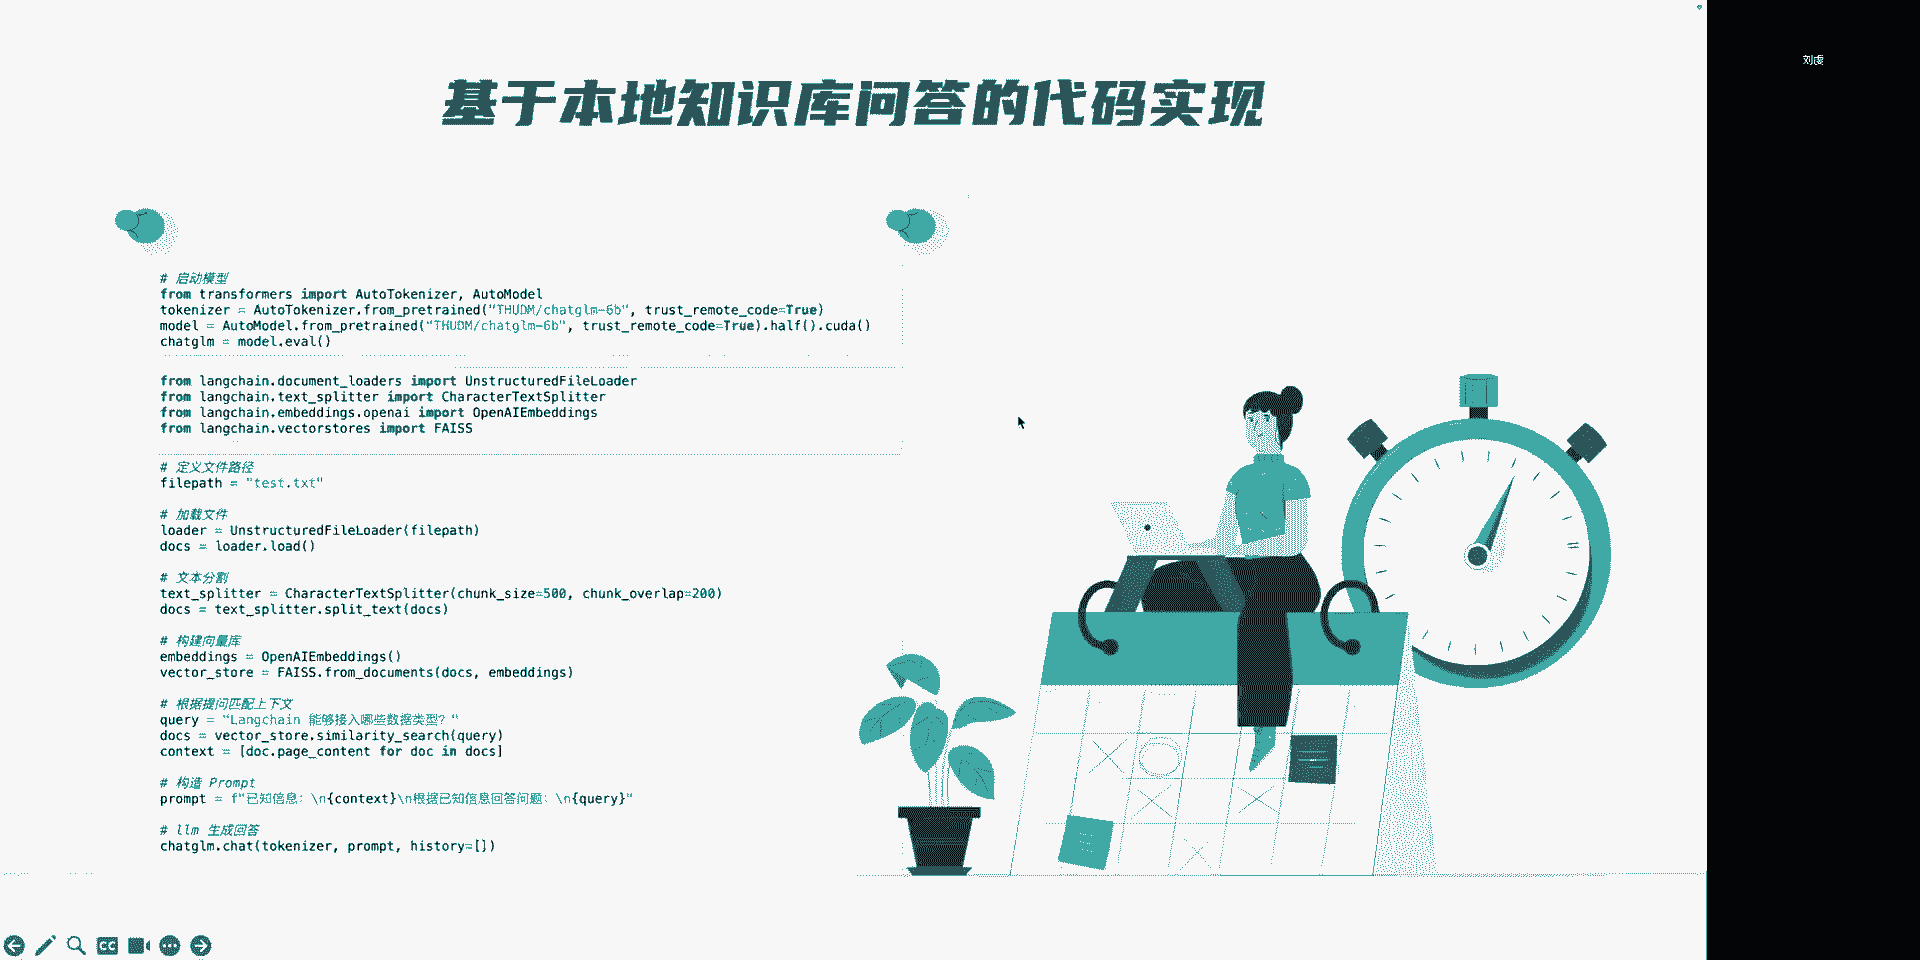 基于本地知识库问答的代码实现
刘虔
# 启动模型
from transformers import AutoTokenizer, AutoModel
tokenizer = AutoTokenizer.from_pretrained("THUDM/chatglm-6b", trust_remote_code=True)
model = AutoModel.from_pretrained("THUDM/chatglm-6b", trust_remote_code=True).half().cuda()
chatglm = model.eval()
from langchain.document_loaders import UnstructuredFileLoader
from langchain.text_splitter import CharacterTextSplitter
from langchain.embeddings.openai import OpenAIEmbeddings
from langchain.vectorstores import FAISS
# 定义文件路径
filepath = "test.txt"
# 加载文件
loader = UnstructuredFileLoader(filepath)
docs = loader.load()
# 文本分割
text_splitter = CharacterTextSplitter(chunk_size=500, chunk_overlap=200)
docs = text_splitter.split_text(docs)
# 构建向量库
embeddings = OpenAIEmbeddings()
vector_store = FAISS.from_documents(docs, embeddings)
# 根据提问匹配上下文
query = "Langchain 能够接入哪些数据类型？"
docs = vector_store.similarity_search(query)
context = [doc.page_content for doc in docs]
# 构造 Prompt
prompt = f"已知信息：\n{context}\n根据已知信息回答问题：\n{query}"
# llm 生成回答
chatglm.chat(tokenizer, prompt, history=[])
CC